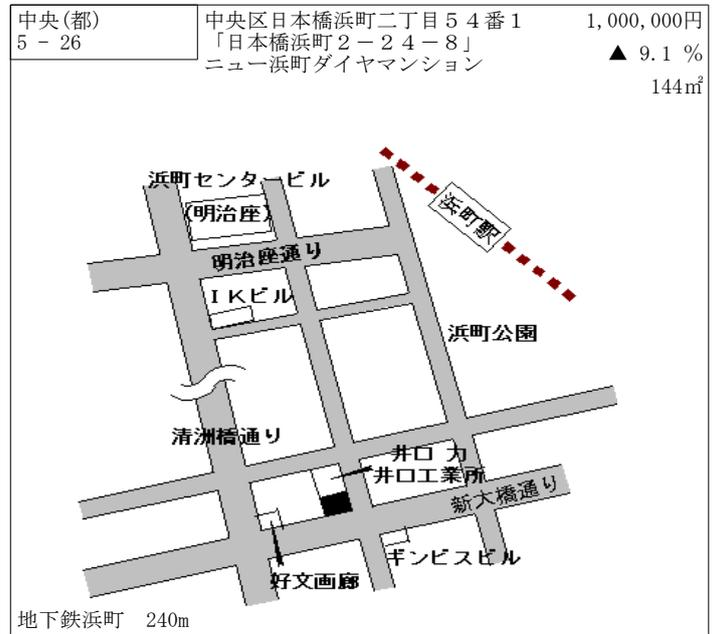 中央(都)
5 - 26
中央区日本橋浜町二丁目５４番１
「日本橋浜町２－２４－８」
ニュー浜町ダイヤマンション
1,000,000円
▲ 9.1 %
144㎡
浜町センタービル
(明治座)
浜町駅
明治座通り
ＩＫビル
浜町公園
清洲橋通り
井口 力
井口工業所
新大橋通り
ギンビスビル
好文画廊
地下鉄浜町　240m